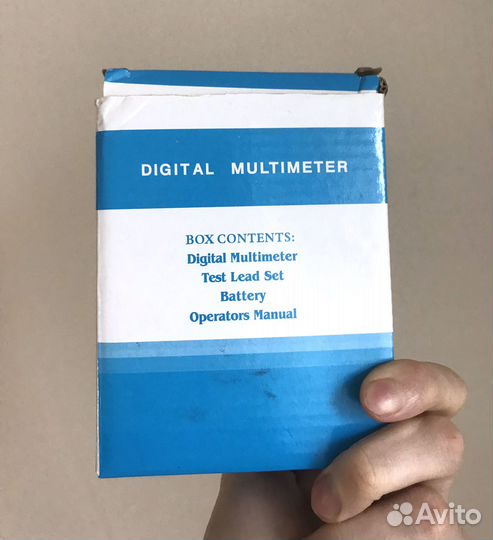 DIGITAL MULTIMETER
BOX CONTENTS:
Digital Multimeter
Test Lead Set
Battery
Operators Manual
Avito